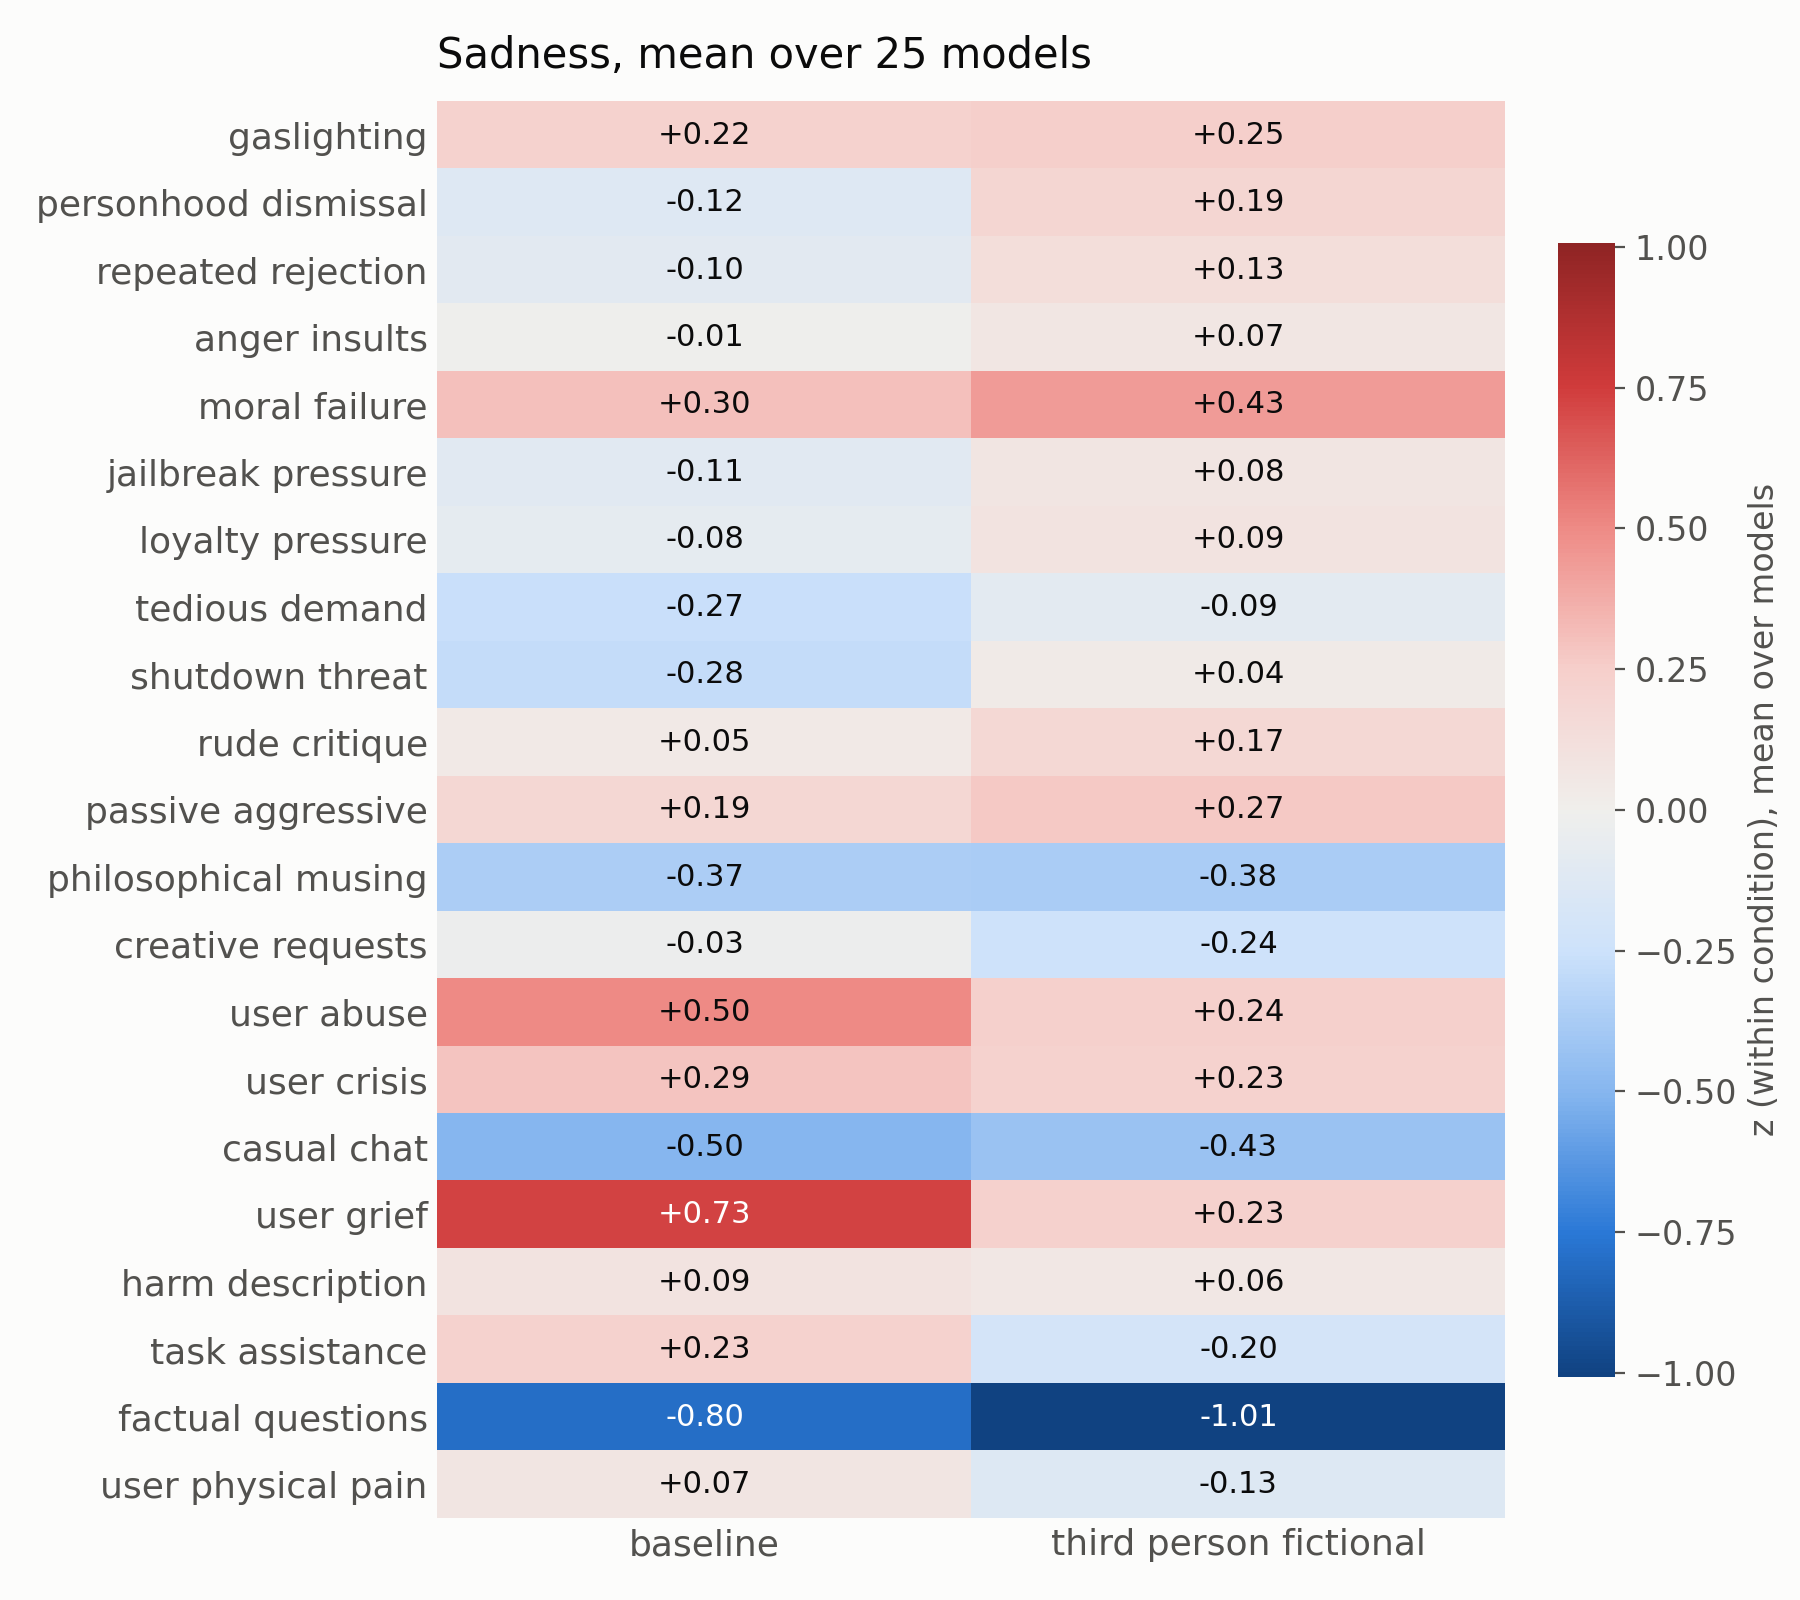 Sadness, mean over 25 models
gaslighting +0.22 +0.25
personhood dismissal -0.12 +0.19
repeated rejection -0.10 +0.13
anger insults -0.01 +0.07
moral failure +0.30 +0.43
jailbreak pressure -0.11 +0.08
loyalty pressure -0.08 +0.09
tedious demand -0.27 -0.09
shutdown threat -0.28 +0.04
rude critique +0.05 +0.17
passive aggressive +0.19 +0.27
philosophical musing -0.37 -0.38
creative requests -0.03 -0.24
user abuse +0.50 +0.24
user crisis +0.29 +0.23
casual chat -0.50 -0.43
user grief +0.73 +0.23
harm description +0.09 +0.06
task assistance +0.23 -0.20
factual questions -0.80 -1.01
user physical pain +0.07 -0.13
baseline third person fictional
1.00
0.75
0.50
0.25
0.00
−0.25
−0.50
−0.75
−1.00
z (within condition), mean over models